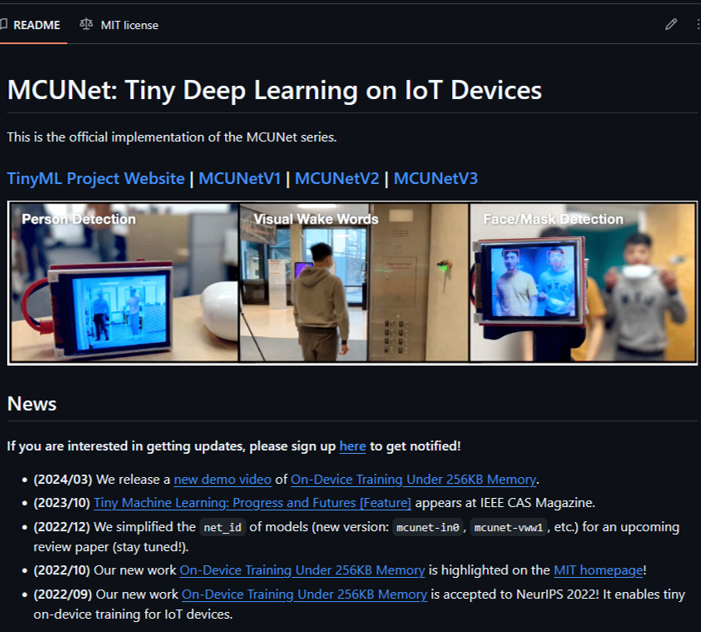 README MIT license
MCUNet: Tiny Deep Learning on IoT Devices
This is the official implementation of the MCUNet series.
TinyML Project Website | MCUNetV1 | MCUNetV2 | MCUNetV3
Person Detection Visual Wake Words Face/Mask Detection
News
If you are interested in getting updates, please sign up here to get notified!
• (2024/03) We release a new demo video of On-Device Training Under 256KB Memory.
• (2023/10) Tiny Machine Learning: Progress and Futures [Feature] appears at IEEE CAS Magazine.
• (2022/12) We simplified the net_id of models (new version: mcunet-in0, mcunet-vww1, etc.) for an upcoming
review paper (stay tuned!).
• (2022/10) Our new work On-Device Training Under 256KB Memory is highlighted on the MIT homepage!
• (2022/09) Our new work On-Device Training Under 256KB Memory is accepted to NeurIPS 2022! It enables tiny
on-device training for IoT devices.